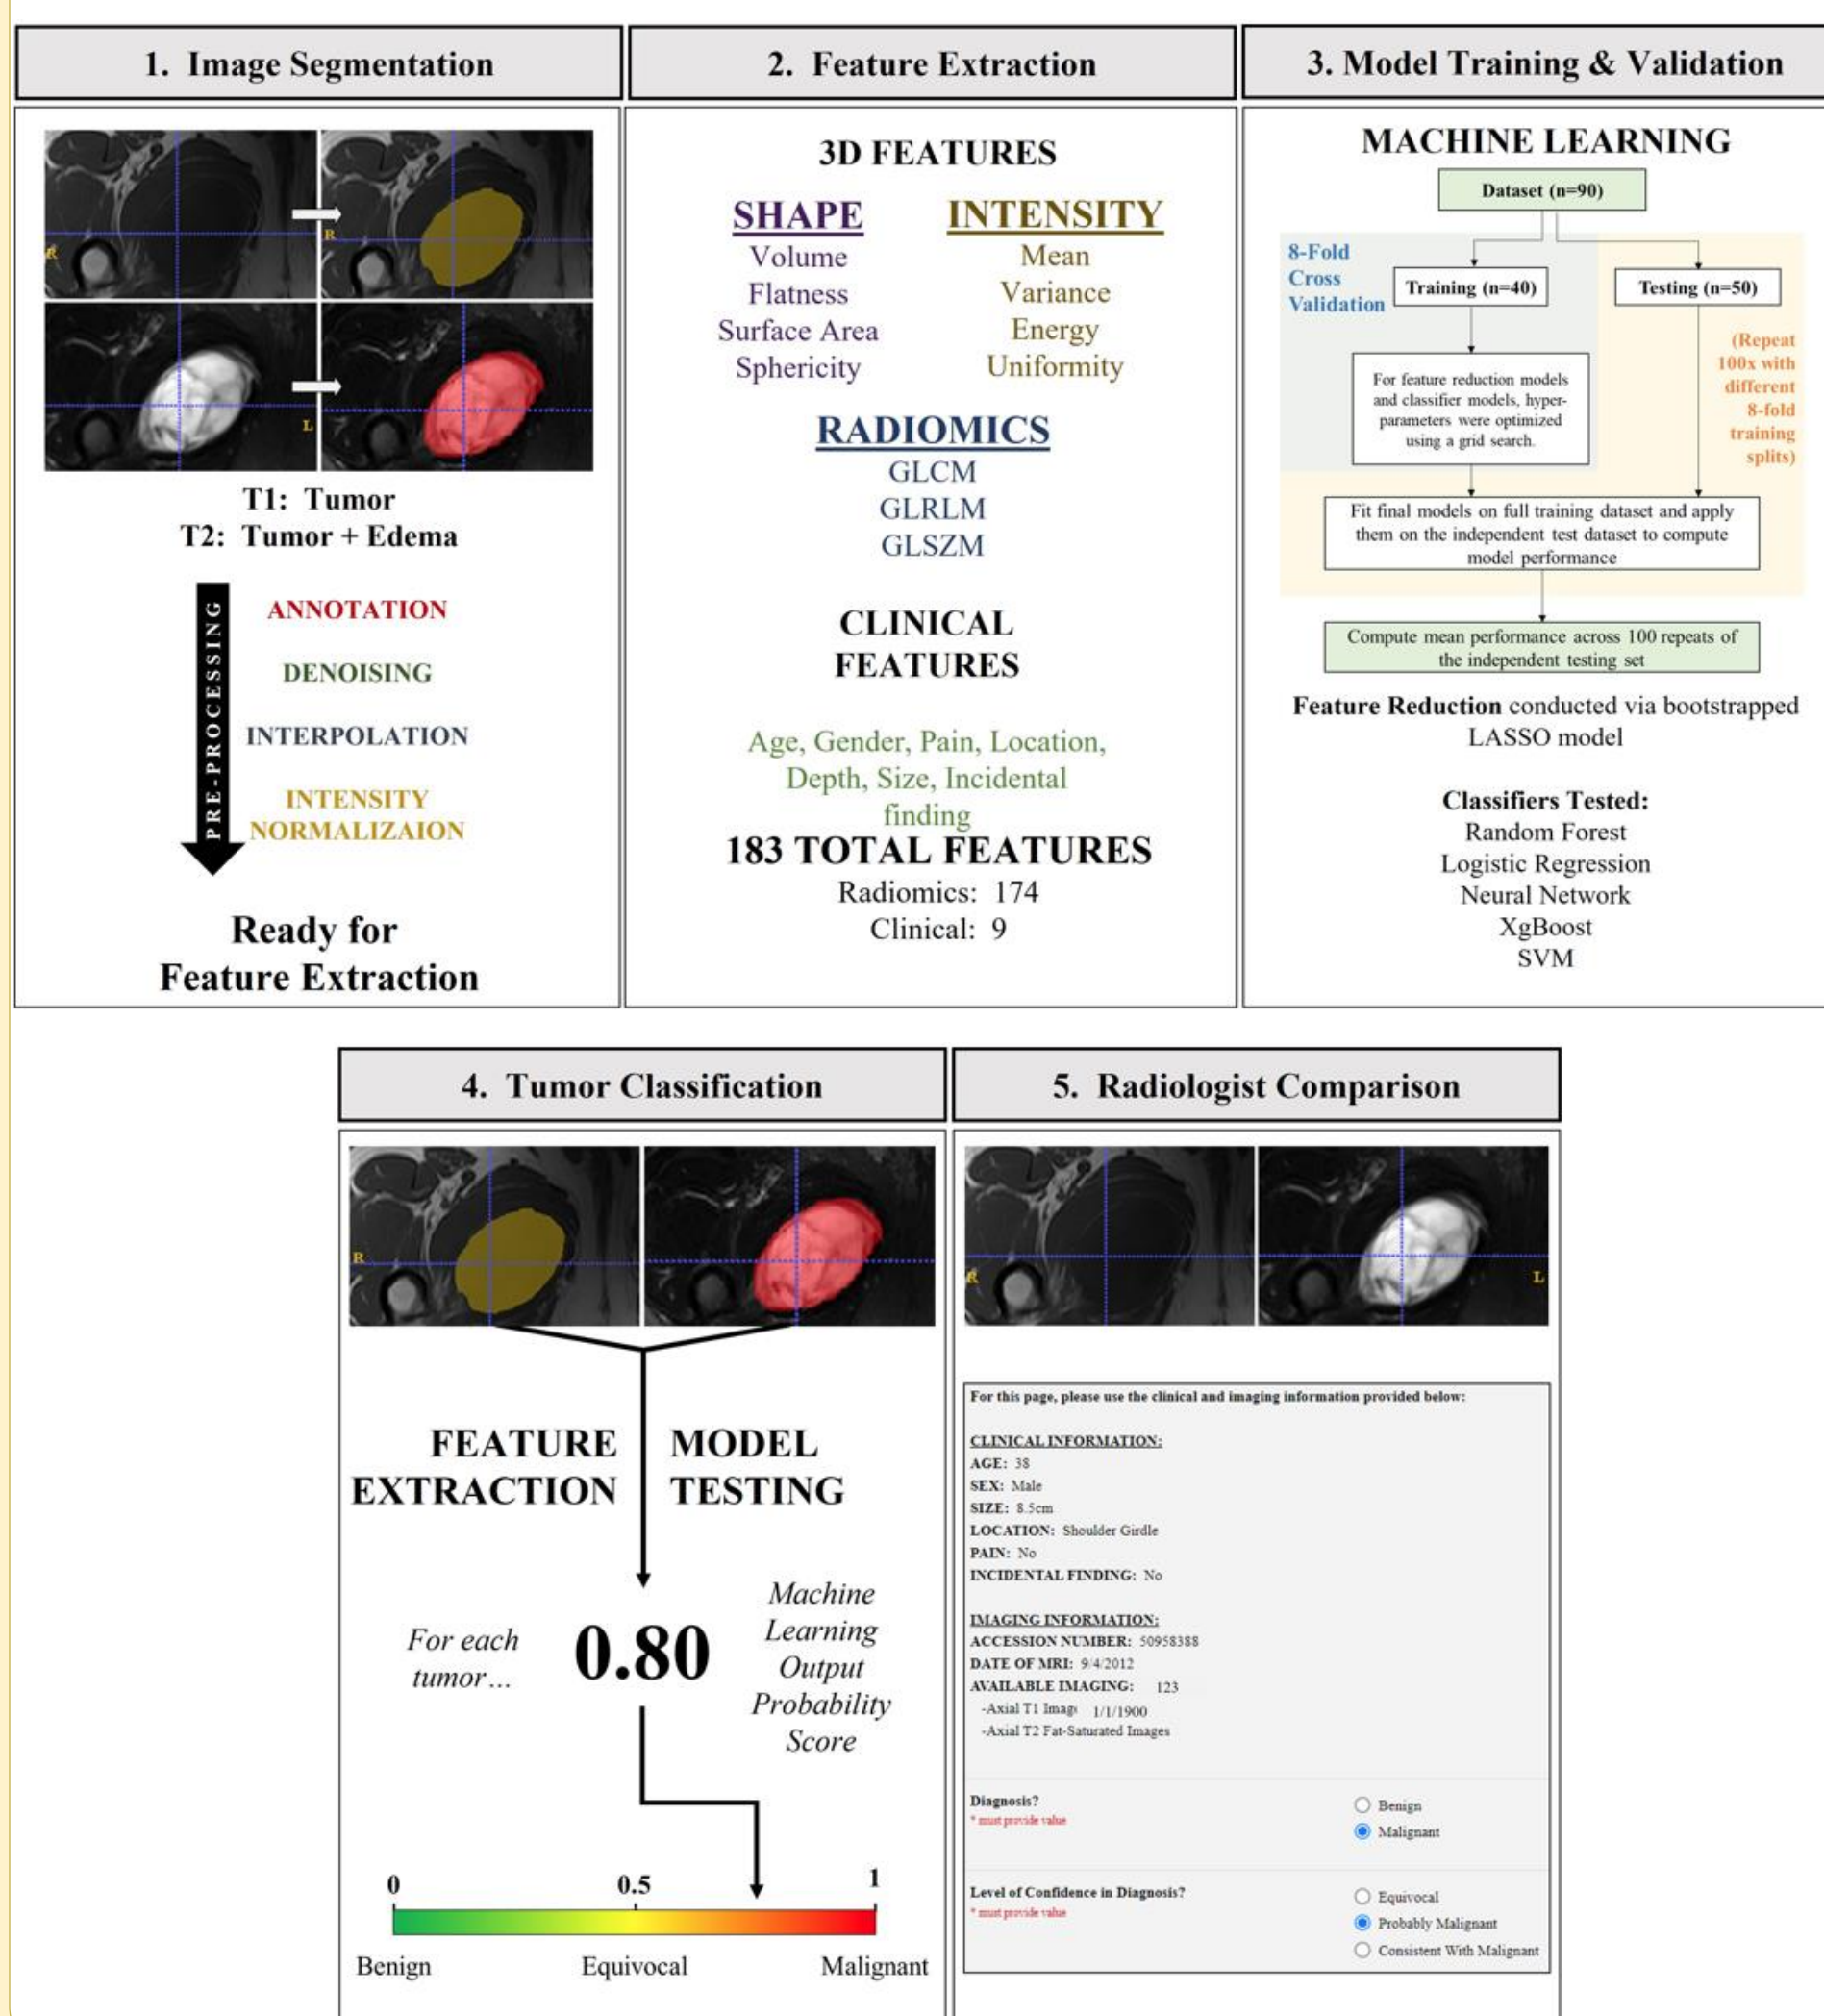 1. Image Segmentation
R
R
L
T1: Tumor
T2: Tumor + Edema
PRE-PROCESSING
ANNOTATION
DENOISING
INTERPOLATION
INTENSITY
NORMALIZAION
Ready for
Feature Extraction
2. Feature Extraction
3D FEATURES
SHAPE
Volume
Flatness
Surface Area
Sphericity
INTENSITY
Mean
Variance
Energy
Uniformity
RADIOMICS
GLCM
GLRLM
GLSZM
CLINICAL
FEATURES
Age, Gender, Pain, Location,
Depth, Size, Incidental
finding
183 TOTAL FEATURES
Radiomics: 174
Clinical: 9
3. Model Training & Validation
MACHINE LEARNING
Dataset (n=90)
8-Fold
Cross
Validation
Training (n=40)
Testing (n=50)
(Repeat
100x with
different
8-fold
training
splits)
For feature reduction models
and classifier models, hyper-
parameters were optimized
using a grid search.
Fit final models on full training dataset and apply
them on the independent test dataset to compute
model performance
Compute mean performance across 100 repeats of
the independent testing set
Feature Reduction conducted via bootstrapped
LASSO model
Classifiers Tested:
Random Forest
Logistic Regression
Neural Network
XgBoost
SVM
4. Tumor Classification
R
FEATURE
EXTRACTION
MODEL
TESTING
For each
tumor…
0.80
Machine
Learning
Output
Probability
Score
0 0.5 1
Benign Equivocal Malignant
5. Radiologist Comparison
R
L
For this page, please use the clinical and imaging information provided below:
CLINICAL INFORMATION:
AGE: 38
SEX: Male
SIZE: 8.5cm
LOCATION: Shoulder Girdle
PAIN: No
INCIDENTAL FINDING: No
IMAGING INFORMATION:
ACCESSION NUMBER: 50958388
DATE OF MRI: 9/4/2012
AVAILABLE IMAGING: 123
-Axial T1 Imag 1/1/1900
-Axial T2 Fat-Saturated Images
Diagnosis?
* must provide value
Benign
Malignant
Level of Confidence in Diagnosis?
* must provide value
Equivocal
Probably Malignant
Consistent With Malignant